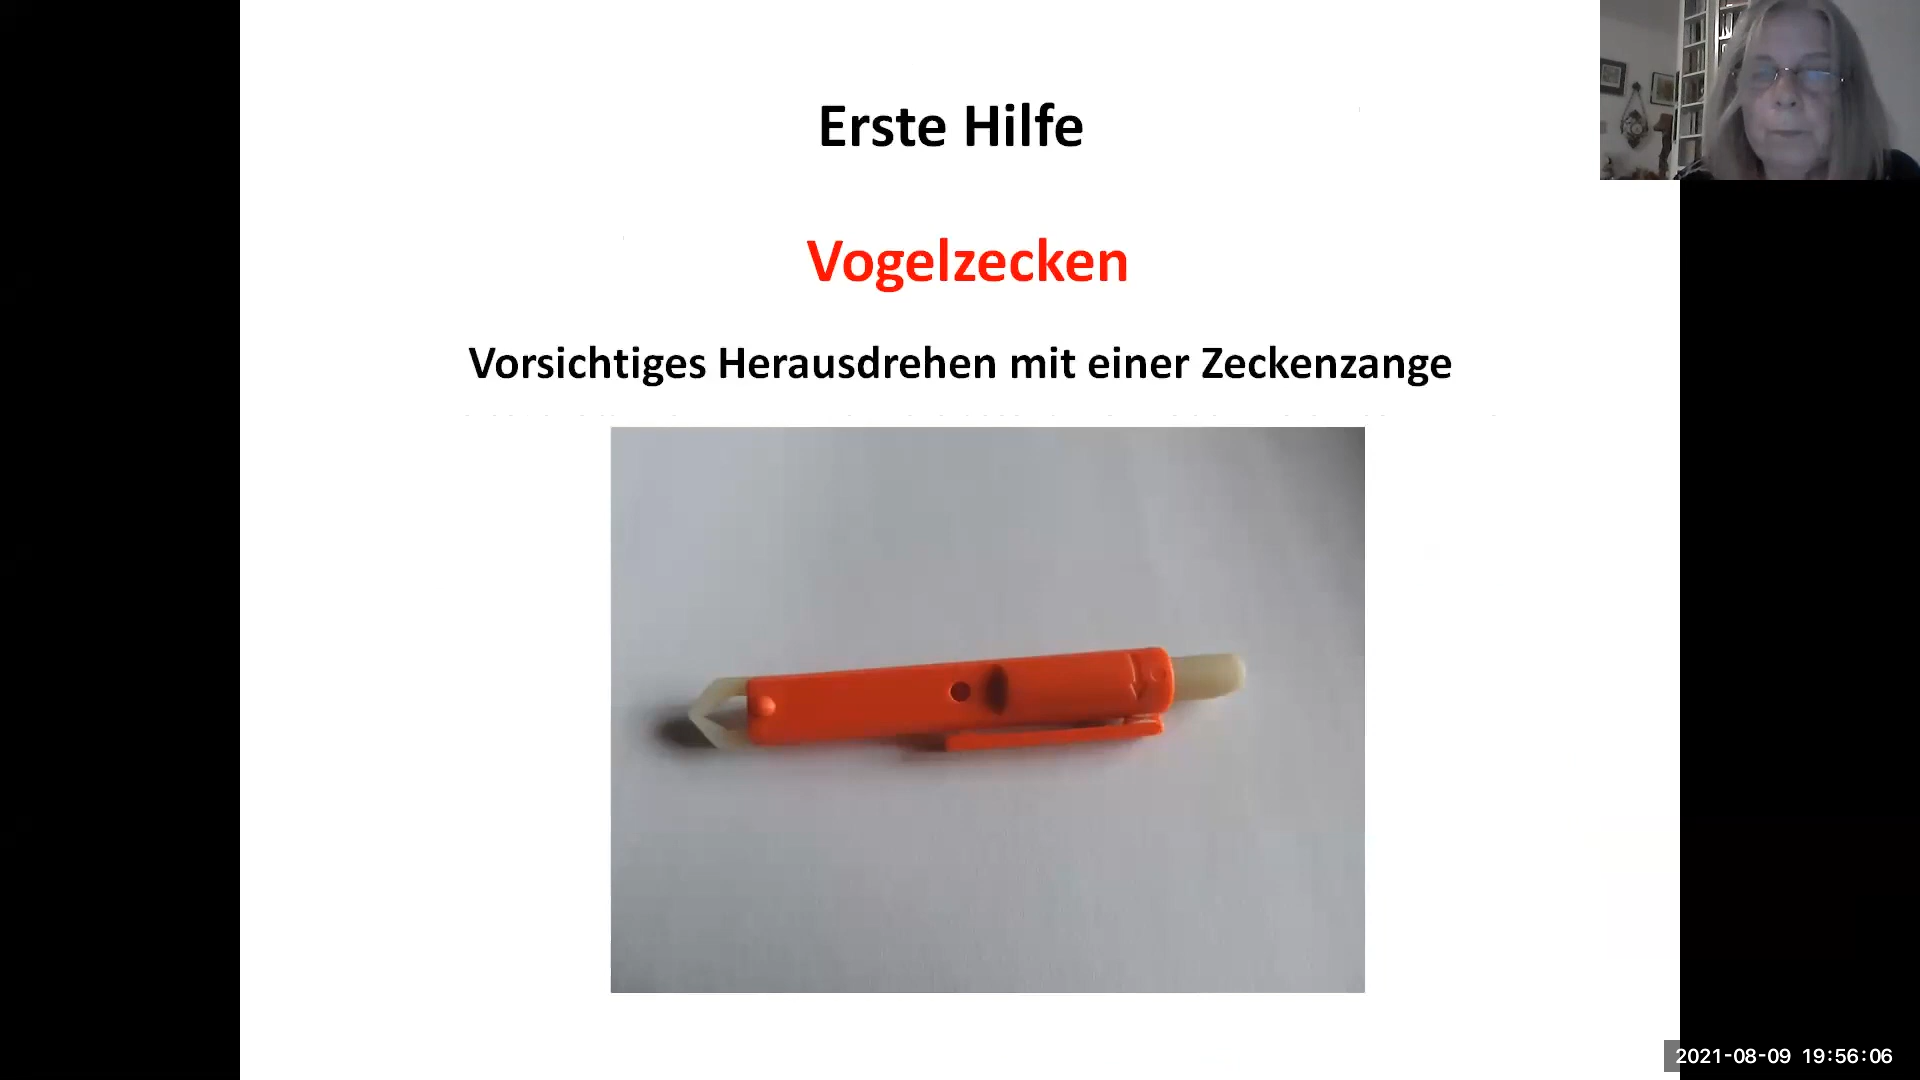 Erste Hilfe
Vogelzecken
Vorsichtiges Herausdrehen mit einer Zeckenzange
2021-08-09 19:56:06